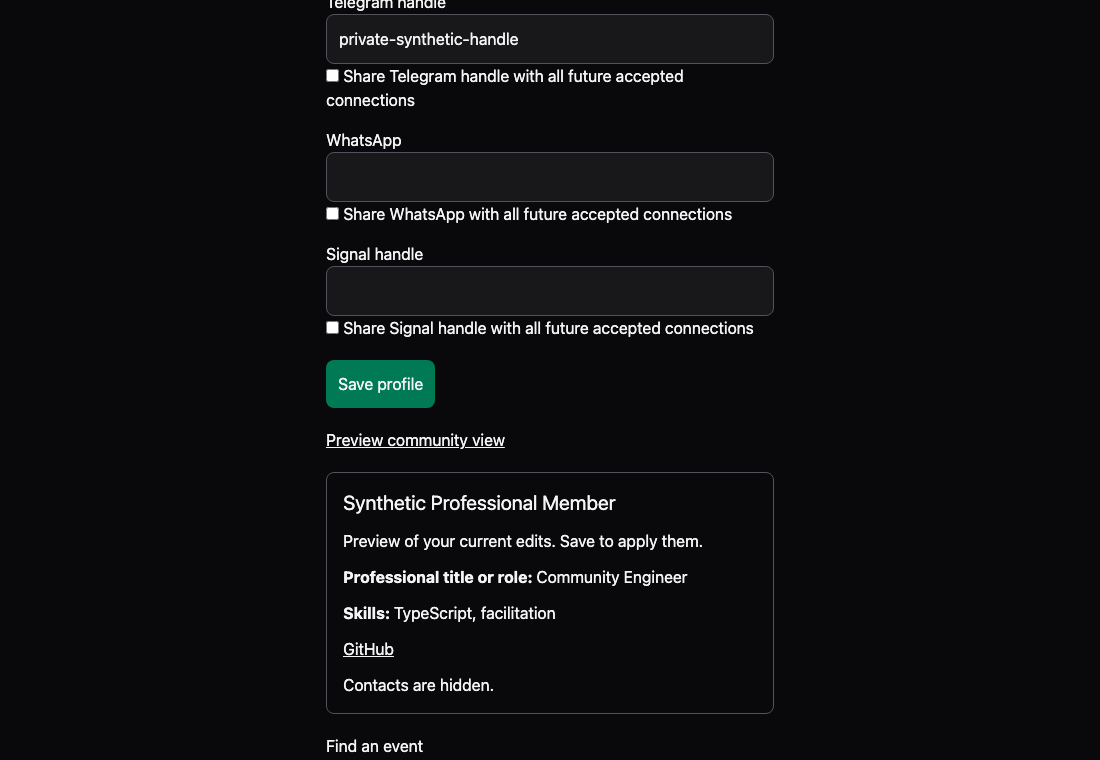 Telegram handle
private-synthetic-handle
Share Telegram handle with all future accepted
connections
WhatsApp
Share WhatsApp with all future accepted connections
Signal handle
Share Signal handle with all future accepted connections
Save profile
Preview community view
Synthetic Professional Member
Preview of your current edits. Save to apply them.
Professional title or role: Community Engineer
Skills: TypeScript, facilitation
GitHub
Contacts are hidden.
Find an event